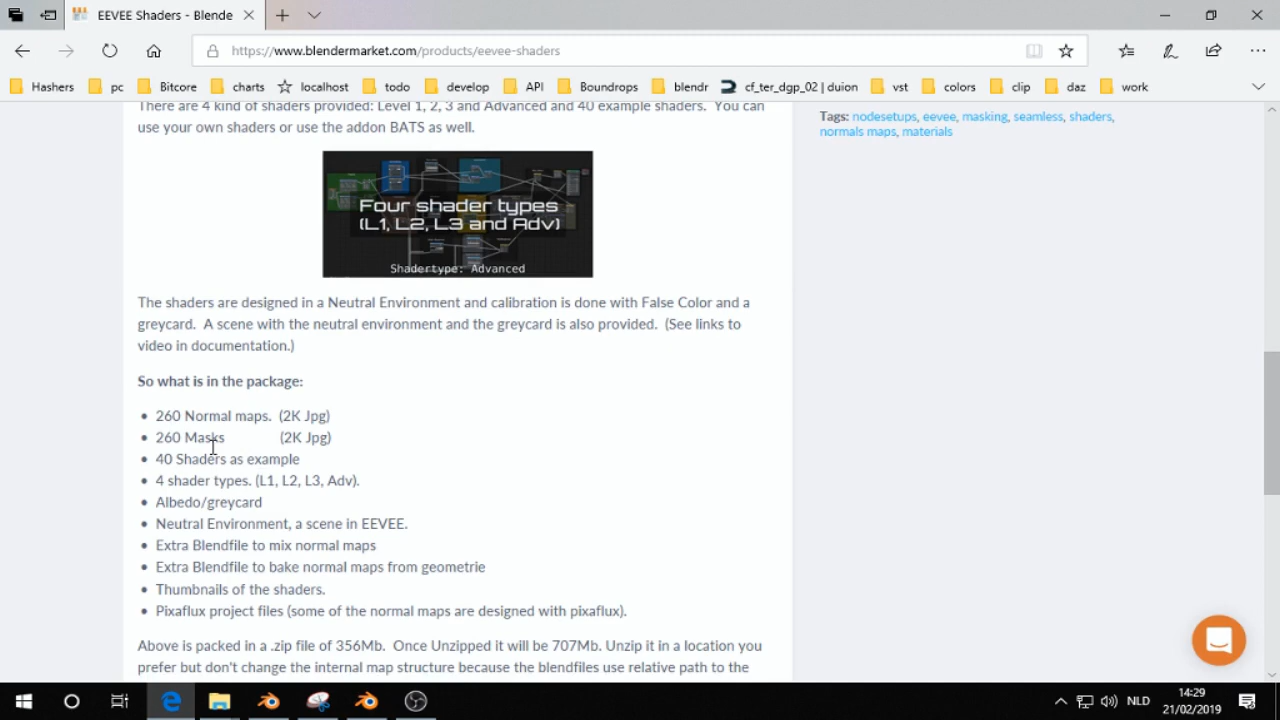 EEVEE Shaders - Blende
https://www.blendermarket.com/products/eevee-shaders
Hashers
pc
Bitcore
charts
localhost
todo
develop
API
Boundrops
blendr
cf_ter_dgp_02 | duion
vst
colors
clip
daz
work
There are 4 kind of shaders provided: Level 1, 2, 3 and Advanced and 40 example shaders. You can
use your own shaders or use the addon BATS as well.
Four shader types
(L1, L2, L3 and Adv)
Shadertype: Advanced
The shaders are designed in a Neutral Environment and calibration is done with False Color and a
greycard. A scene with the neutral environment and the greycard is also provided. (See links to
video in documentation.)
So what is in the package:
• 260 Normal maps. (2K Jpg)
• 260 Masks (2K Jpg)
• 40 Shaders as example
• 4 shader types. (L1, L2, L3, Adv).
• Albedo/greycard
• Neutral Environment, a scene in EEVEE.
• Extra Blendfile to mix normal maps
• Extra Blendfile to bake normal maps from geometrie
• Thumbnails of the shaders.
• Pixaflux project files (some of the normal maps are designed with pixaflux).
Above is packed in a .zip file of 356Mb. Once Unzipped it will be 707Mb. Unzip it in a location you
prefer but don't change the internal map structure because the blendfiles use relative path to the
Tags: nodesetups, eevee, masking, seamless, shaders,
normals maps, materials
NLD
14:29
21/02/2019